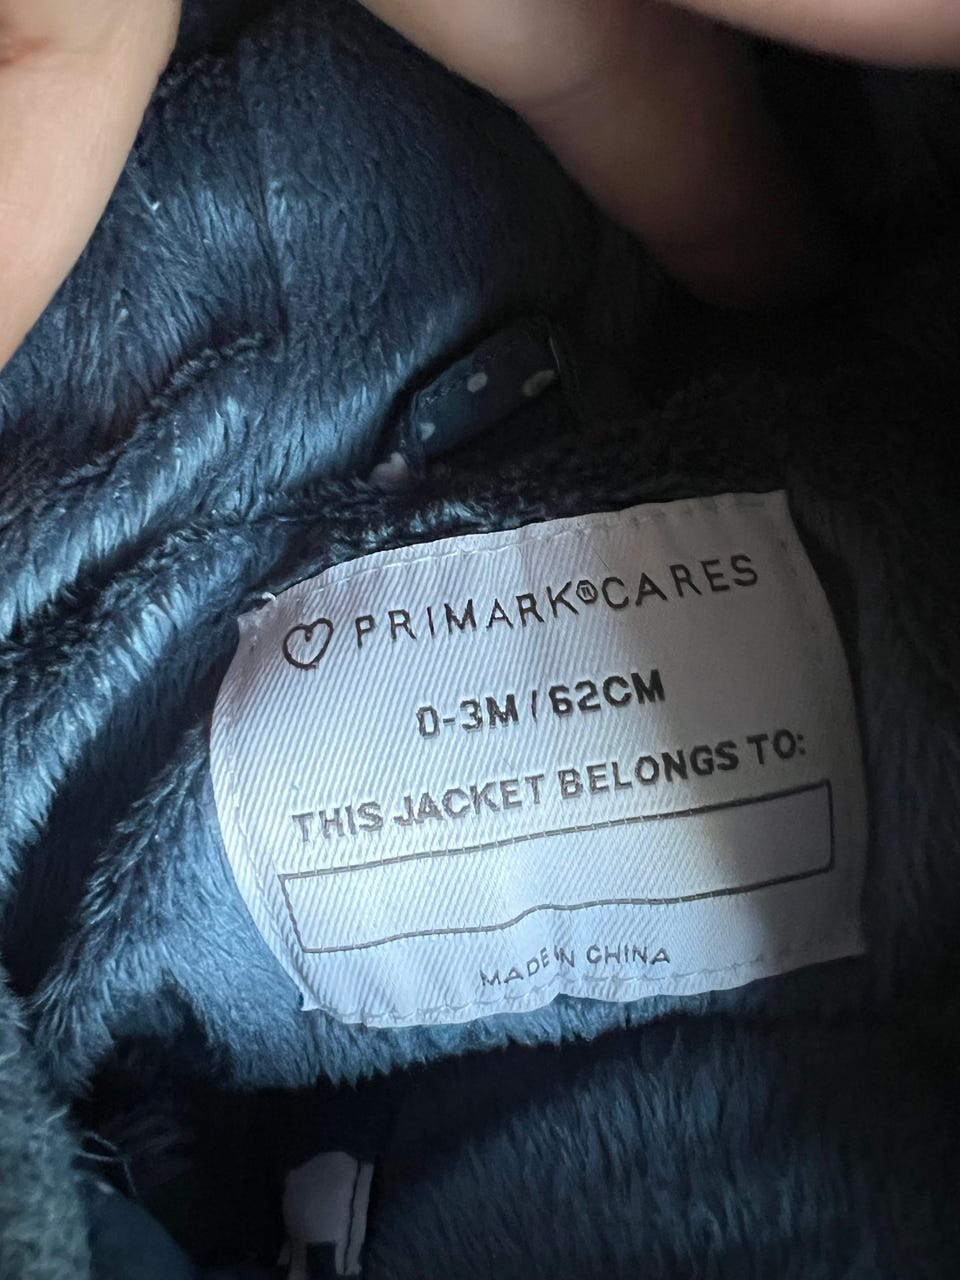 PRIMARK®CARES
0-3M/62CM
THIS JACKET BELONGS TO:
MADE IN CHINA